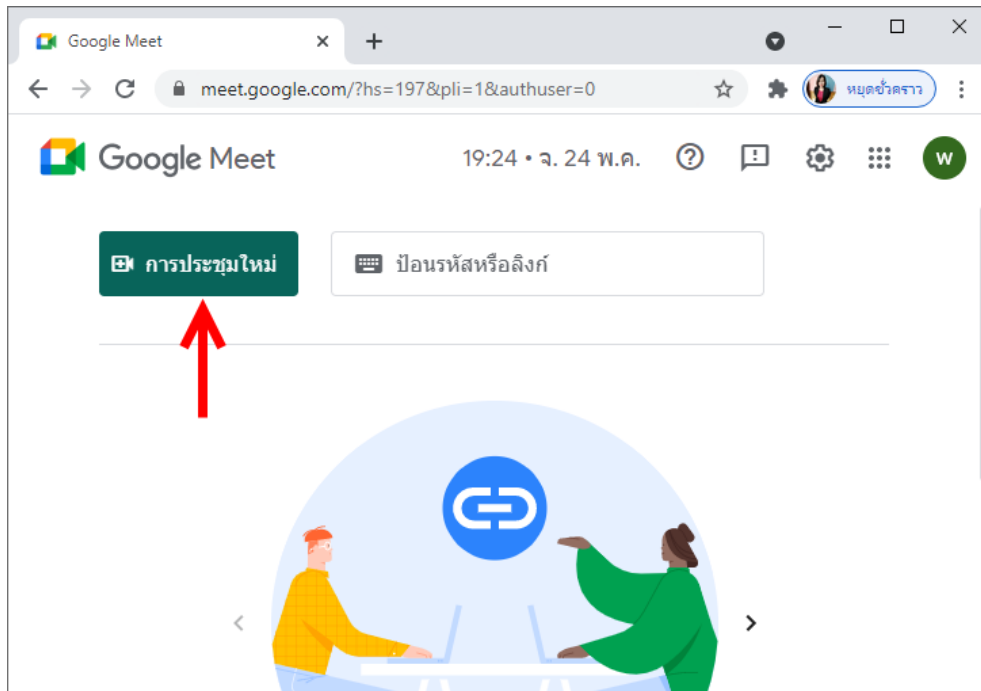 Google Meet
meet.google.com/?hs=197&pli=1&authuser=0
หยุดชั่วคราว
Google Meet
19:24 • จ. 24 พ.ค.
W
การประชุมใหม่
ป้อนรหัสหรือลิงก์